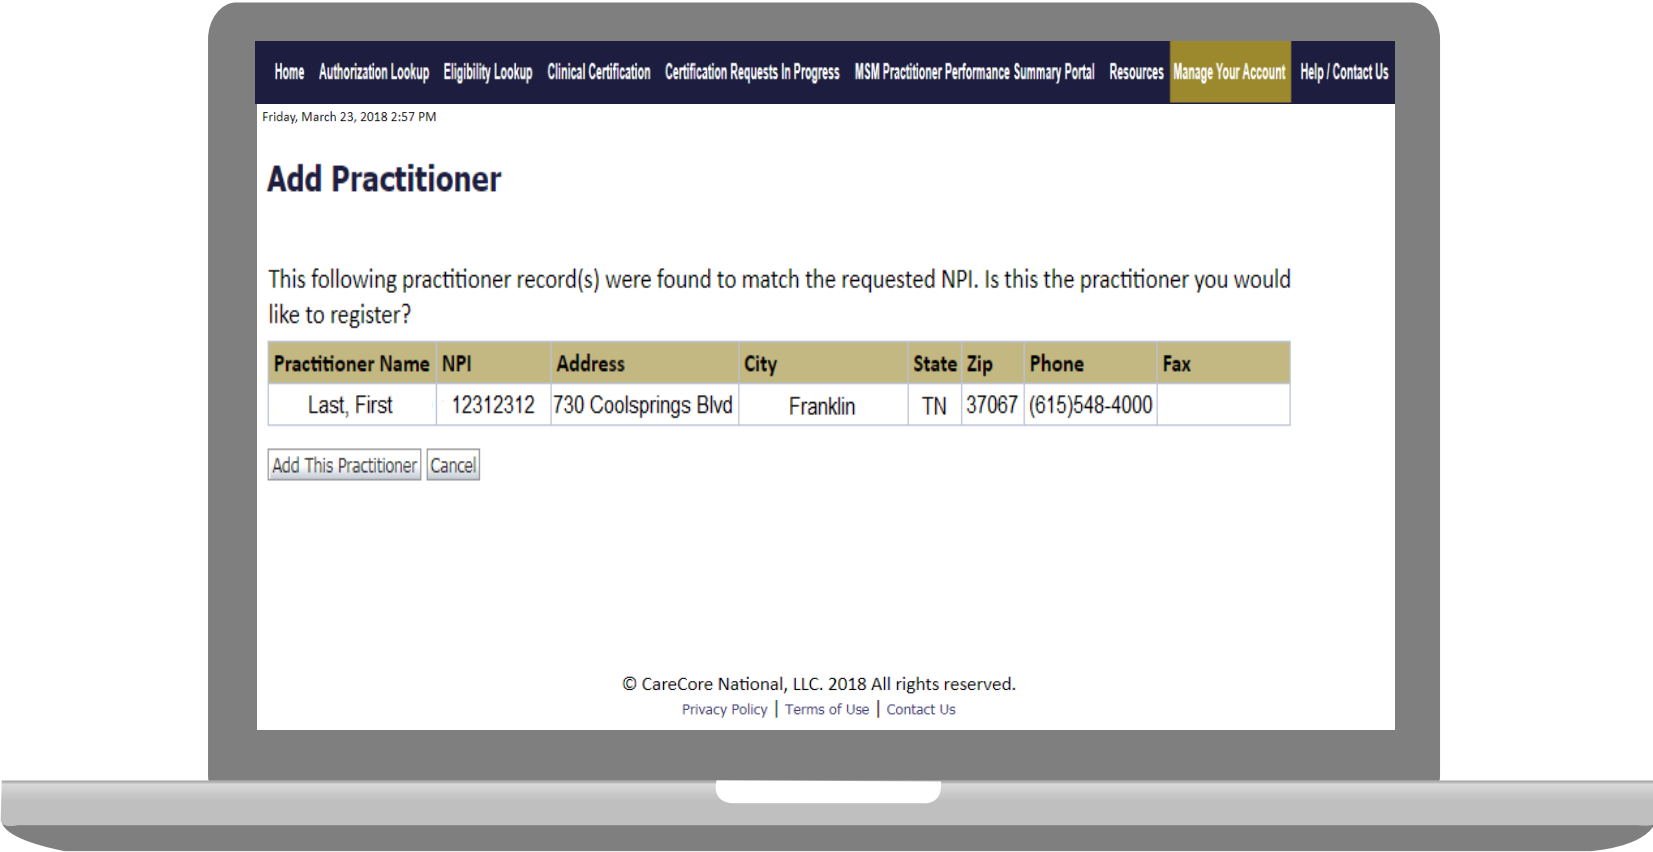 Home Authorization Lookup Eligibility Lookup Clinical Certification Certification Requests In Progress MSM Practitioner Performance Summary Portal Resources Manage Your Account Help / Contact Us
Friday, March 23, 2018 2:57 PM
Add Practitioner
This following practitioner record(s) were found to match the requested NPI. Is this the practitioner you would
like to register?
Practitioner Name NPI Address City State Zip Phone Fax
Last, First 12312312 730 Coolsprings Blvd Franklin TN 37067 (615)548-4000
Add This Practitioner Cancel
© CareCore National, LLC. 2018 All rights reserved.
Privacy Policy | Terms of Use | Contact Us